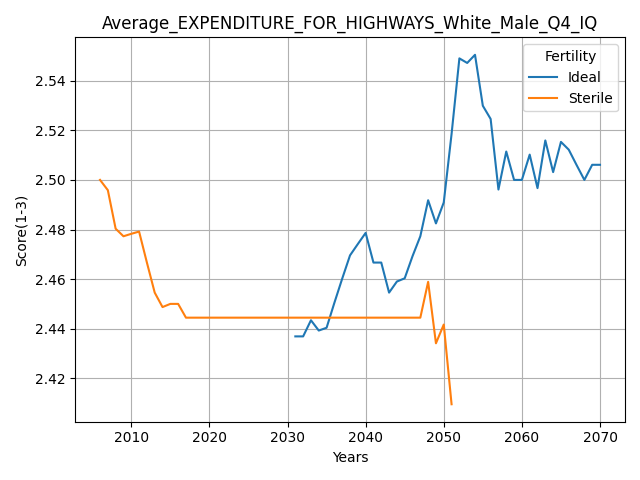 Average_EXPENDITURE_FOR_HIGHWAYS_White_Male_Q4_IQ
Fertility
Ideal
Sterile
Score(1-3)
2.54
2.52
2.50
2.48
2.46
2.44
2.42
2010
2020
2030
2040
2050
2060
2070
Years